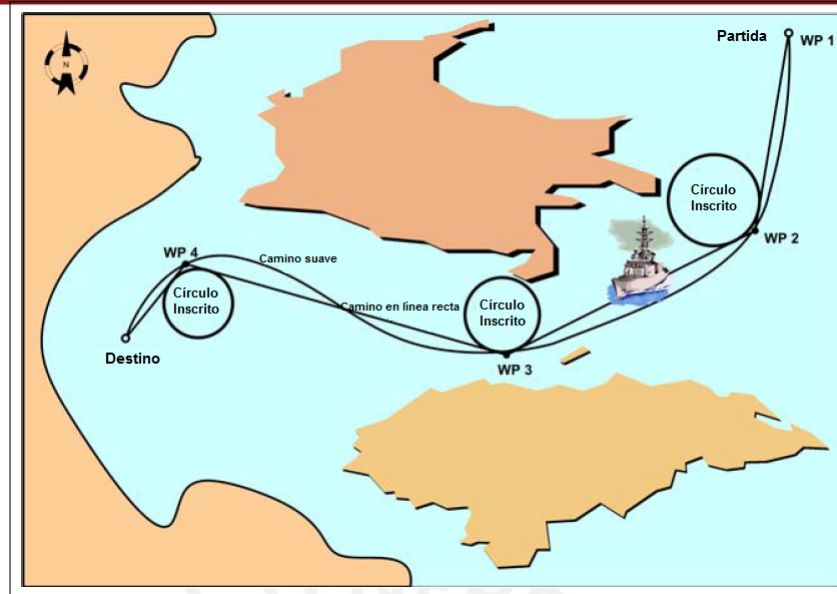 Partida
WP 1
N
Círculo
Inscrito
WP 2
WP 4
Camino suave
Círculo
Inscrito
Camino en línea recta
Círculo
Inscrito
WP 3
Destino